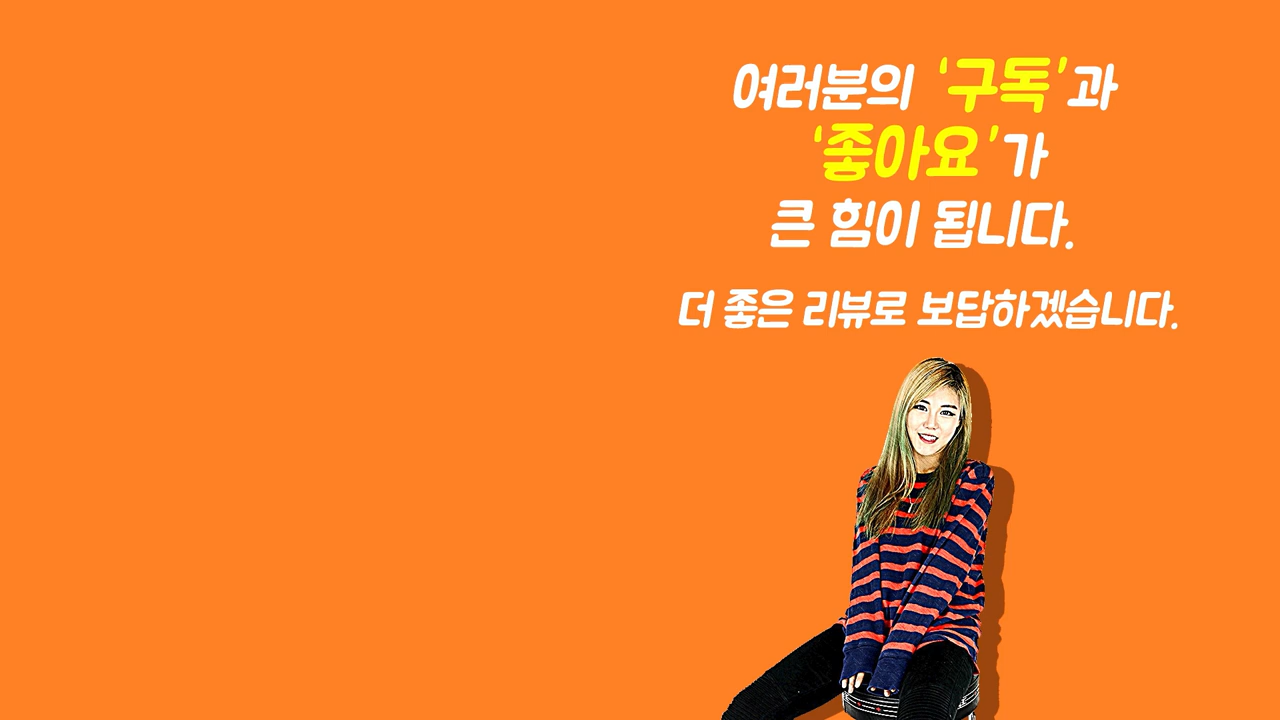 여러분의 '구독'과
'좋아요'가
큰 힘이 됩니다.
더 좋은 리뷰로 보답하겠습니다.